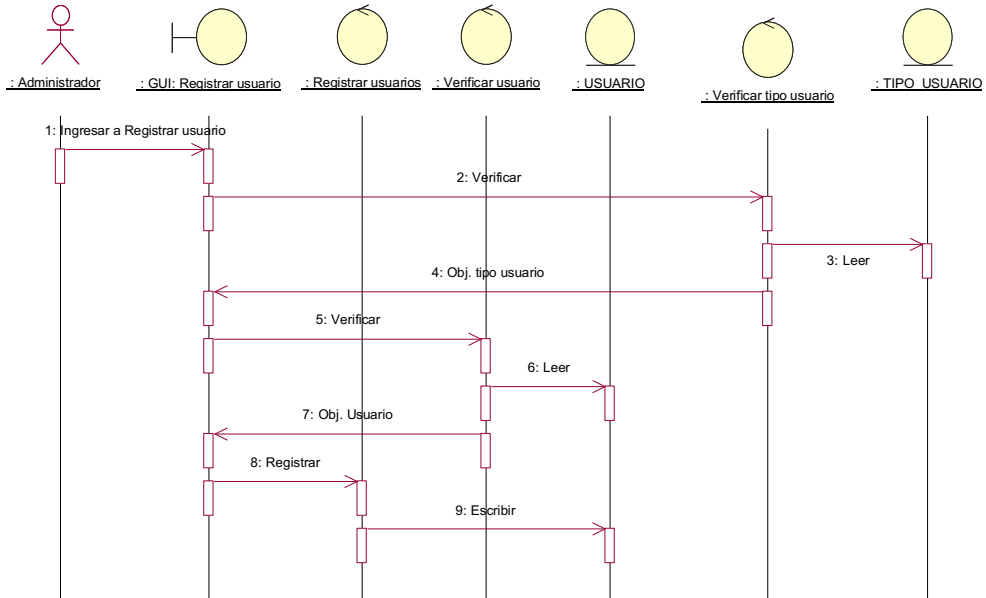 : Administrador
: GUI: Registrar usuario
: Registrar usuarios
: Verificar usuario
: USUARIO
: Verificar tipo usuario
: TIPO_USUARIO
1: Ingresar a Registrar usuario
2: Verificar
3: Leer
4: Obj. tipo usuario
5: Verificar
6: Leer
7: Obj. Usuario
8: Registrar
9: Escribir